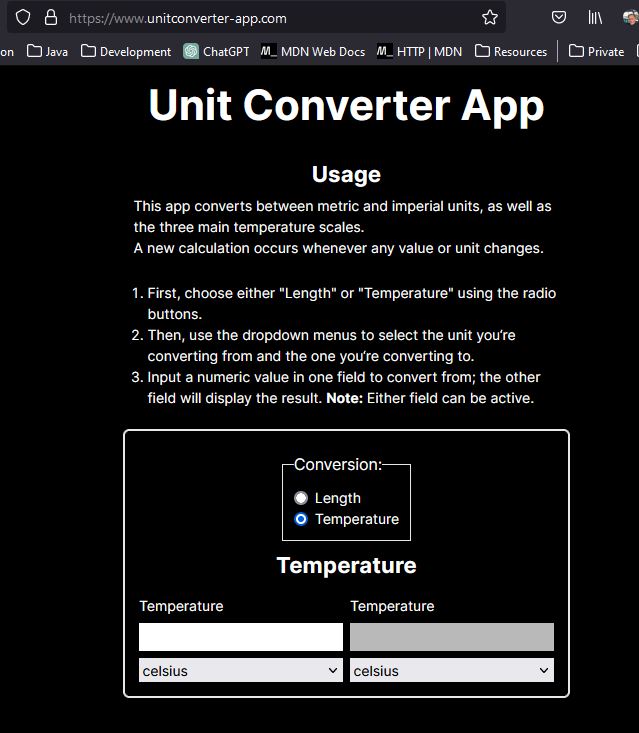 https://www.unitconverter-app.com
on Java Development ChatGPT MDN Web Docs HTTP | MDN Resources Private
Unit Converter App
Usage
This app converts between metric and imperial units, as well as
the three main temperature scales.
A new calculation occurs whenever any value or unit changes.
1. First, choose either "Length" or "Temperature" using the radio
buttons.
2. Then, use the dropdown menus to select the unit you’re
converting from and the one you’re converting to.
3. Input a numeric value in one field to convert from; the other
field will display the result. Note: Either field can be active.
Conversion:
Length
Temperature
Temperature
Temperature Temperature
celsius celsius